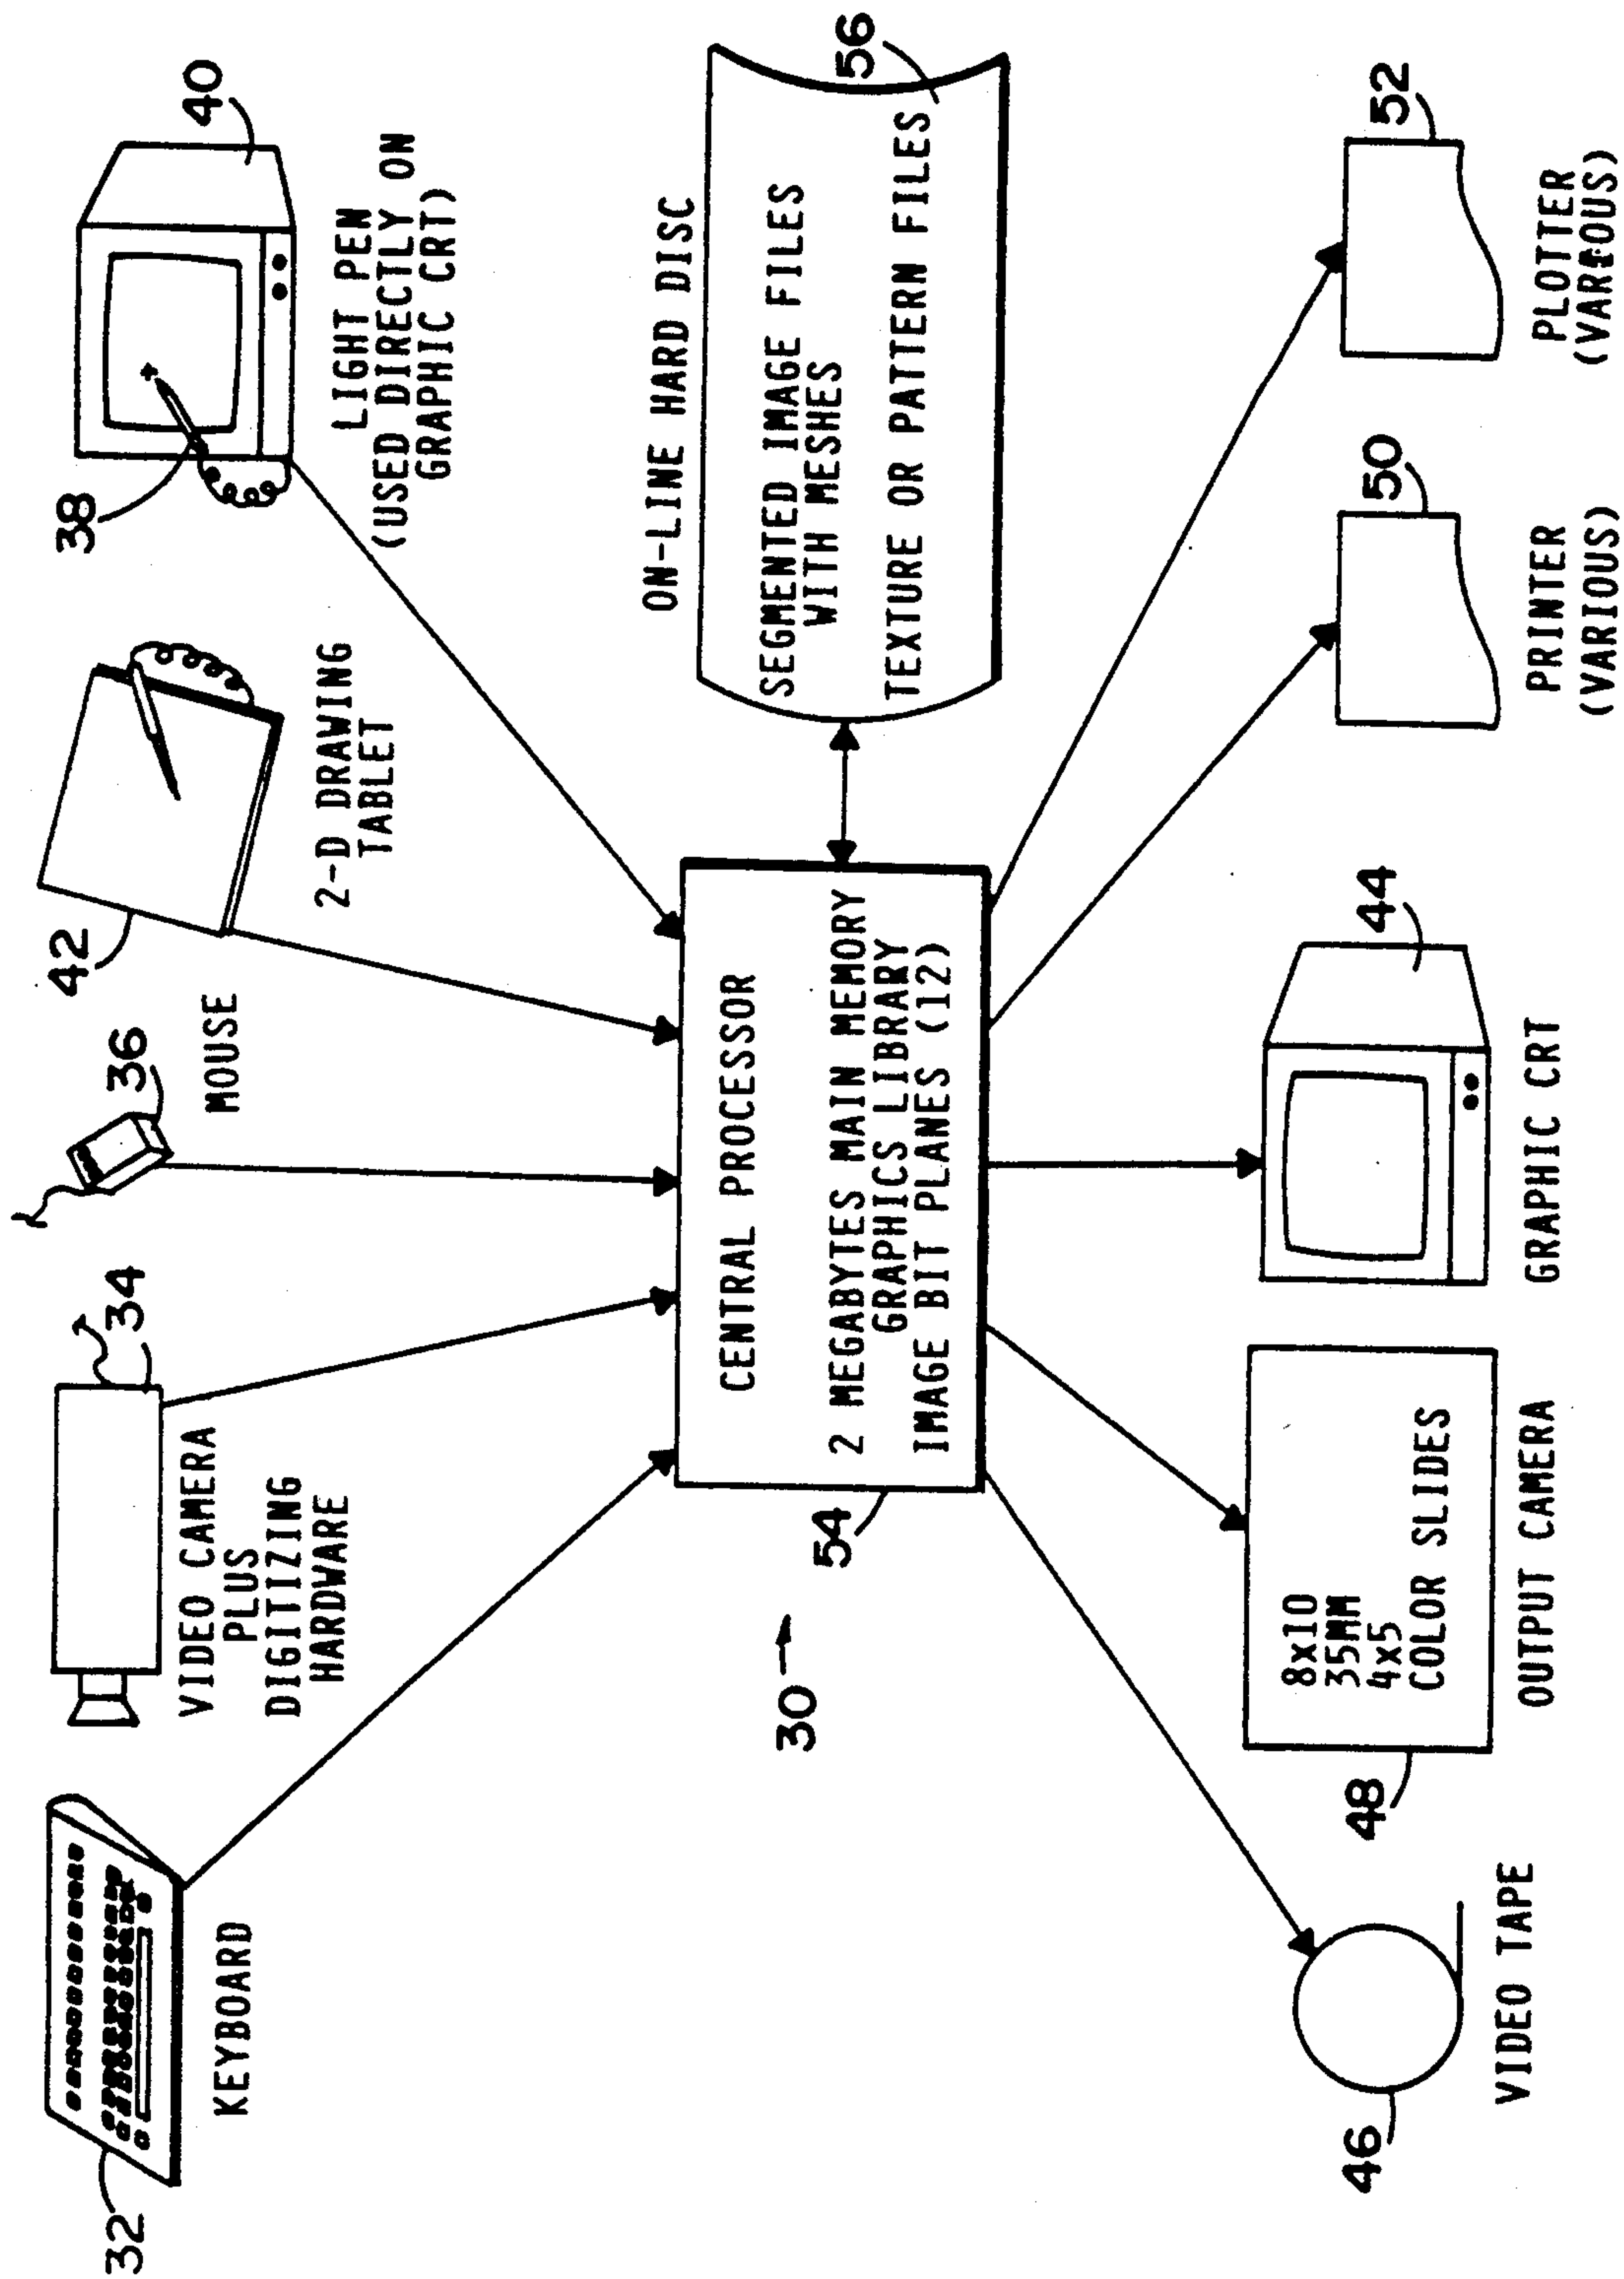 32
KEYBOARD
VIDEO CAMERA
PLUS
DIGITIZING
HARDWARE
34
MOUSE
36
42
2-D DRAWING
TABLET
38
40
LIGHT PEN
(USED DIRECTLY ON
GRAPHIC CRT)
30
54
CENTRAL PROCESSOR
2 MEGABYTES MAIN MEMORY
GRAPHICS LIBRARY
IMAGE BIT PLANES (12)
ON-LINE HARD DISC
SEGMENTED IMAGE FILES
WITH MESHES
TEXTURE OR PATTERN FILES
56
46
VIDEO TAPE
48
8x10
35MM
4x5
COLOR SLIDES
OUTPUT CAMERA
44
GRAPHIC CRT
50
PRINTER
(VARIOUS)
52
PLOTTER
(VARIOUS)